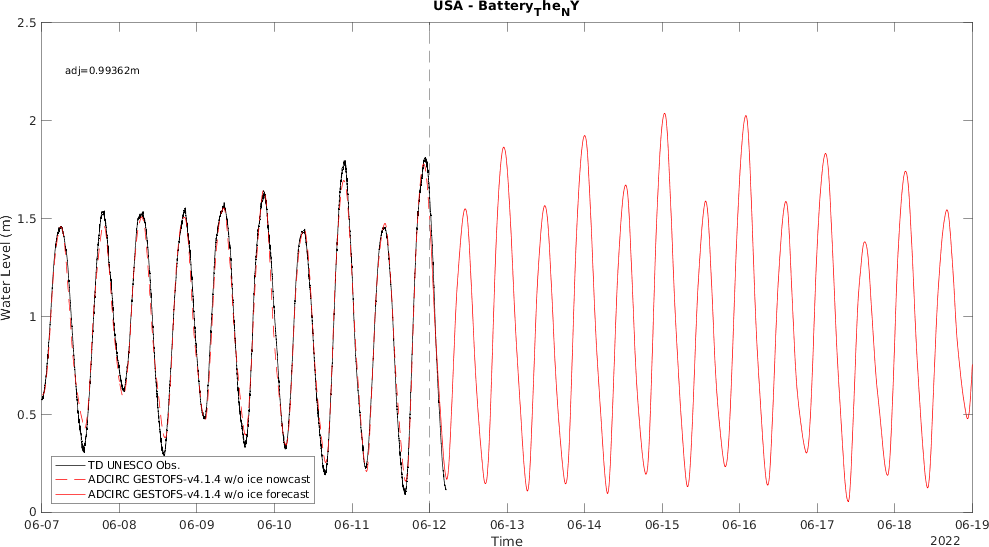 USA - Battery_The_NY
adj=0.99362m
2.5
2
1.5
1
0.5
0
Water Level (m)
TD UNESCO Obs.
ADCIRC GESTOFS-v4.1.4 w/o ice nowcast
ADCIRC GESTOFS-v4.1.4 w/o ice forecast
06-07 06-08 06-09 06-10 06-11 06-12 06-13 06-14 06-15 06-16 06-17 06-18 06-19
Time
2022